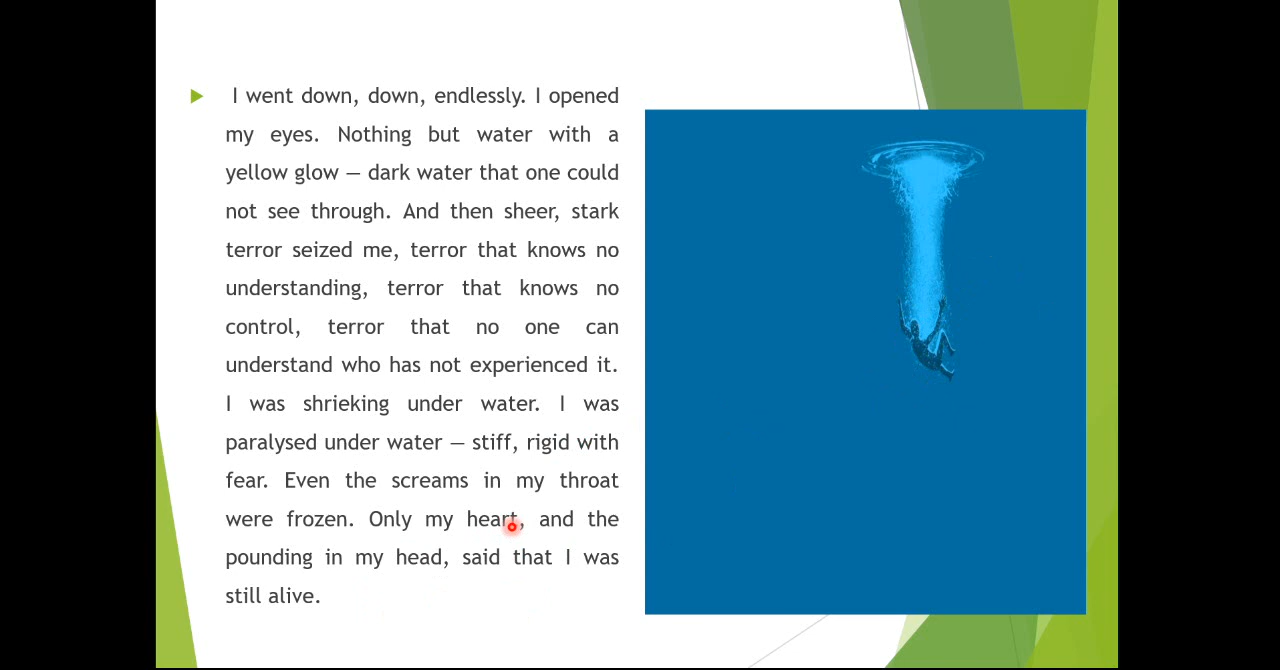 I went down, down, endlessly. I opened
my eyes. Nothing but water with a
yellow glow — dark water that one could
not see through. And then sheer, stark
terror seized me, terror that knows no
understanding, terror that knows no
control, terror that no one can
understand who has not experienced it.
I was shrieking under water. I was
paralysed under water — stiff, rigid with
fear. Even the screams in my throat
were frozen. Only my heart, and the
pounding in my head, said that I was
still alive.